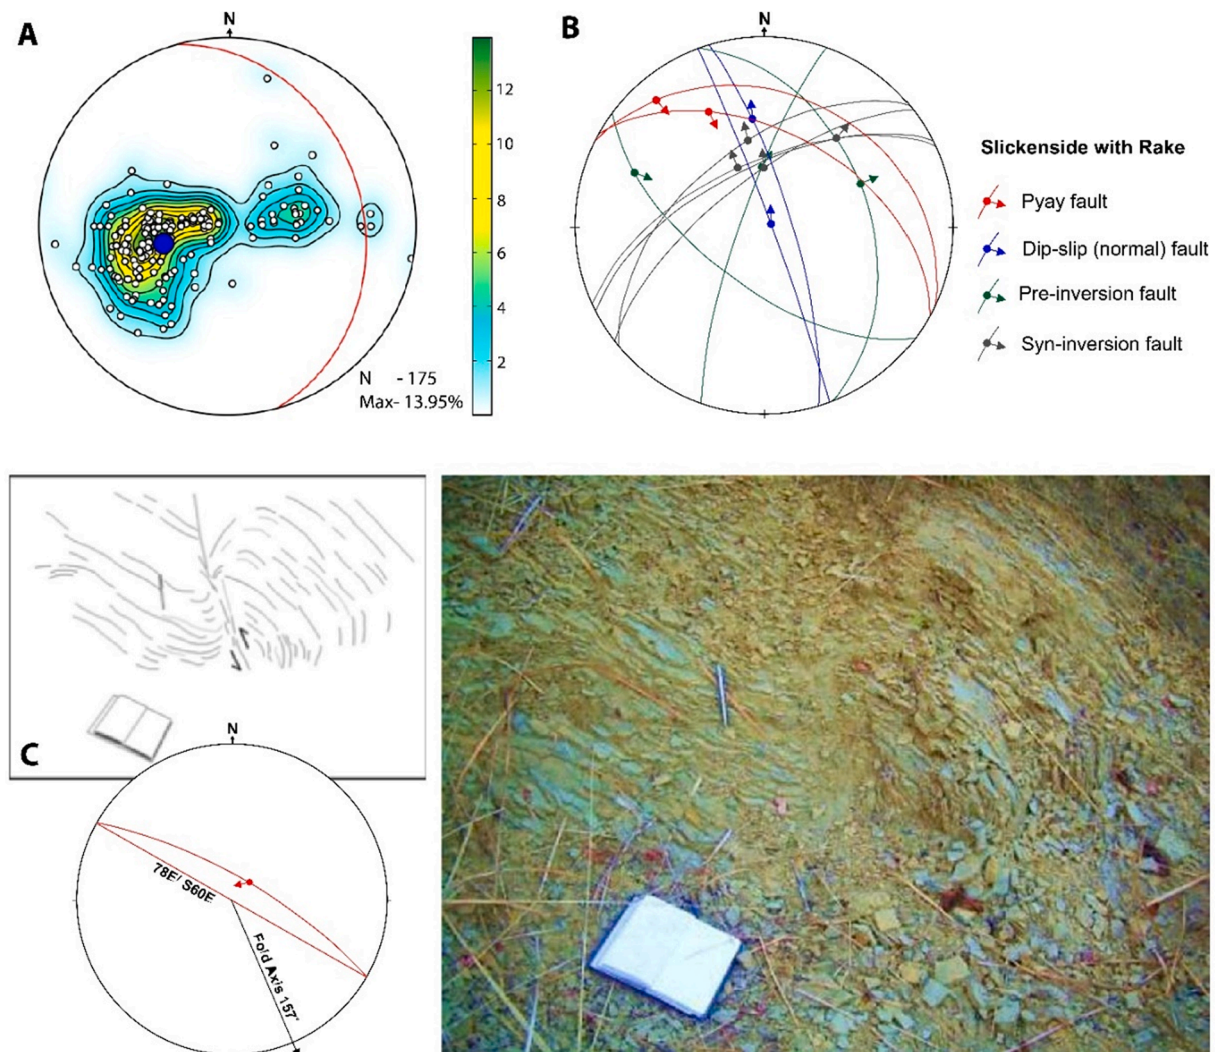 A
N
12
10
8
6
4
2
N - 175
Max- 13.95%
B
N
Slickenside with Rake
Pyay fault
Dip-slip (normal) fault
Pre-inversion fault
Syn-inversion fault
C
N
78E/ S60E
Fold Axis 157°